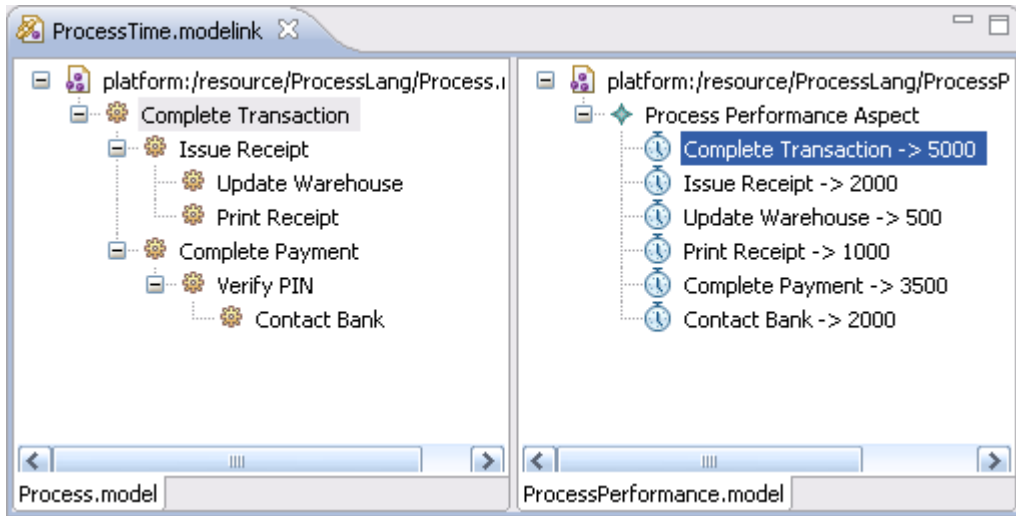 ProcessTime.modelink
platform:/resource/ProcessLang/Process.
Complete Transaction
Issue Receipt
Update Warehouse
Print Receipt
Complete Payment
Verify PIN
Contact Bank
Process.model
platform:/resource/ProcessLang/ProcessP
Process Performance Aspect
Complete Transaction -> 5000
Issue Receipt -> 2000
Update Warehouse -> 500
Print Receipt -> 1000
Complete Payment -> 3500
Contact Bank -> 2000
ProcessPerformance.model